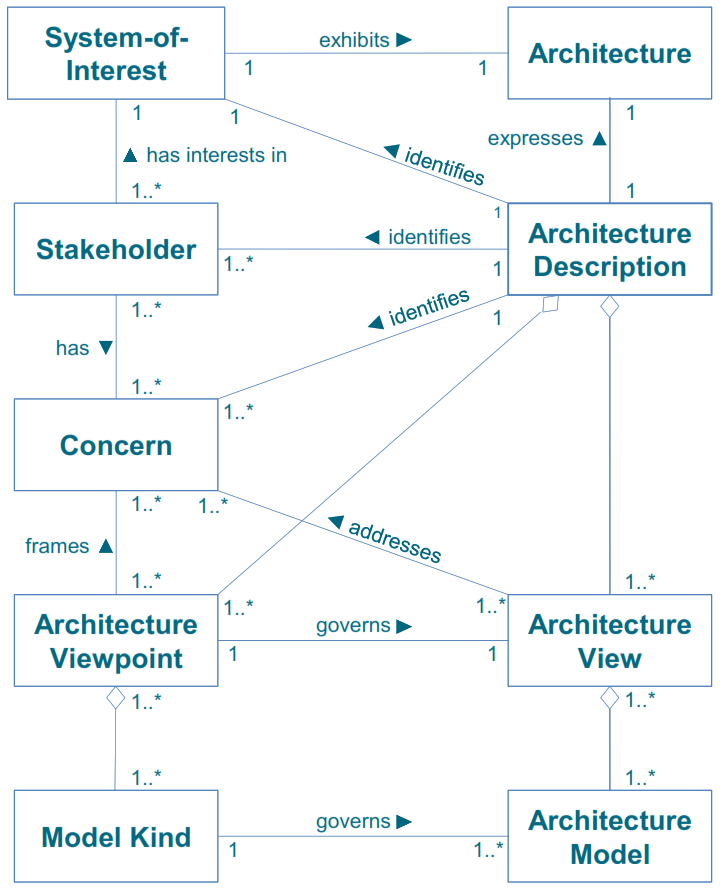 System-of-
Interest
exhibits ►
1
1
Architecture
1
1
1
▲ has interests in
◄ identifies
expresses ▲
1..*
1
1
Stakeholder
◄ identifies
1..*
1
Architecture
Description
1..*
◄ identifies
1
has ▼
1..*
1..*
Concern
1..*
1..*
◄ addresses
frames ▲
1..*
1..*
1..*
1..*
Architecture
Viewpoint
governs ►
1
1
Architecture
View
1..*
1..*
1..*
1..*
Model Kind
governs ►
1
1..*
Architecture
Model